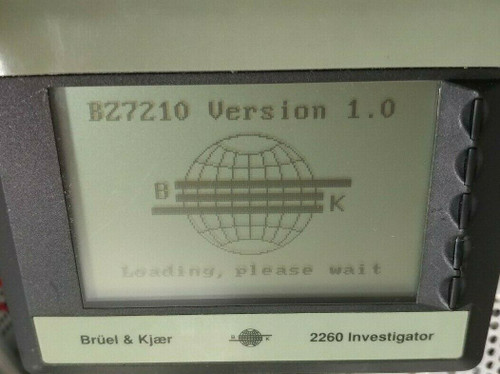 BZ7210 Version 1.0
B
K
Loading, please wait
Brüel & Kjær B K 2260 Investigator